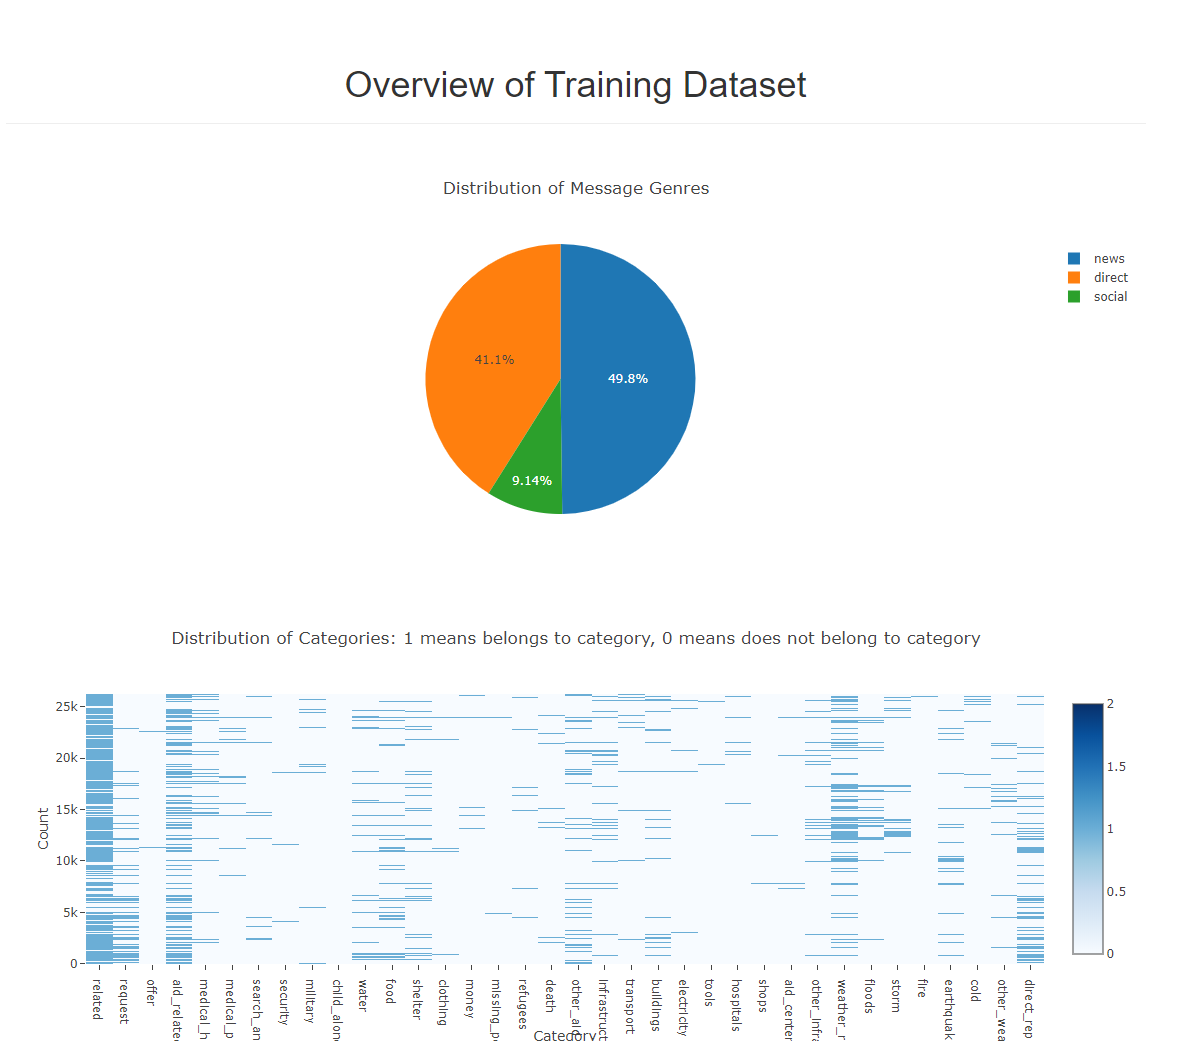 Overview of Training Dataset
Distribution of Message Genres
news
direct
social
41.1%
49.8%
9.14%
Distribution of Categories: 1 means belongs to category, 0 means does not belong to category
Count
25k
20k
15k
10k
5k
0
2
1.5
1
0.5
0
related
request
offer
aid_related
medical_h
medical_p
search_an
security
military
child_alone
water
food
shelter
clothing
money
missing_pe
refugees
death
other_aid
infrastruct
transport
buildings
electricity
tools
hospitals
shops
aid_center
other_infra
weather_r
floods
storm
fire
earthquak
cold
other_wea
direct_rep
Category